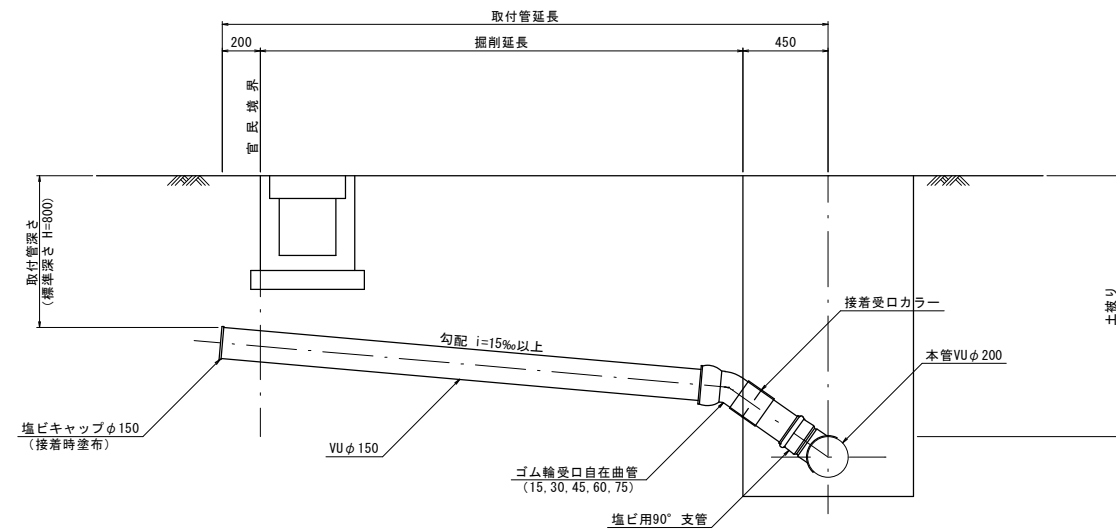 取付管延長
200
掘削延長
450
官民境界
取付管深さ
(標準深さ H=800)
接着受口カラー
土被り
勾配 i=15‰以上
本管VUφ200
塩ビキャップφ150
(接着時塗布)
VUφ150
ゴム輪受口自在曲管
(15,30,45,60,75)
塩ビ用90°支管